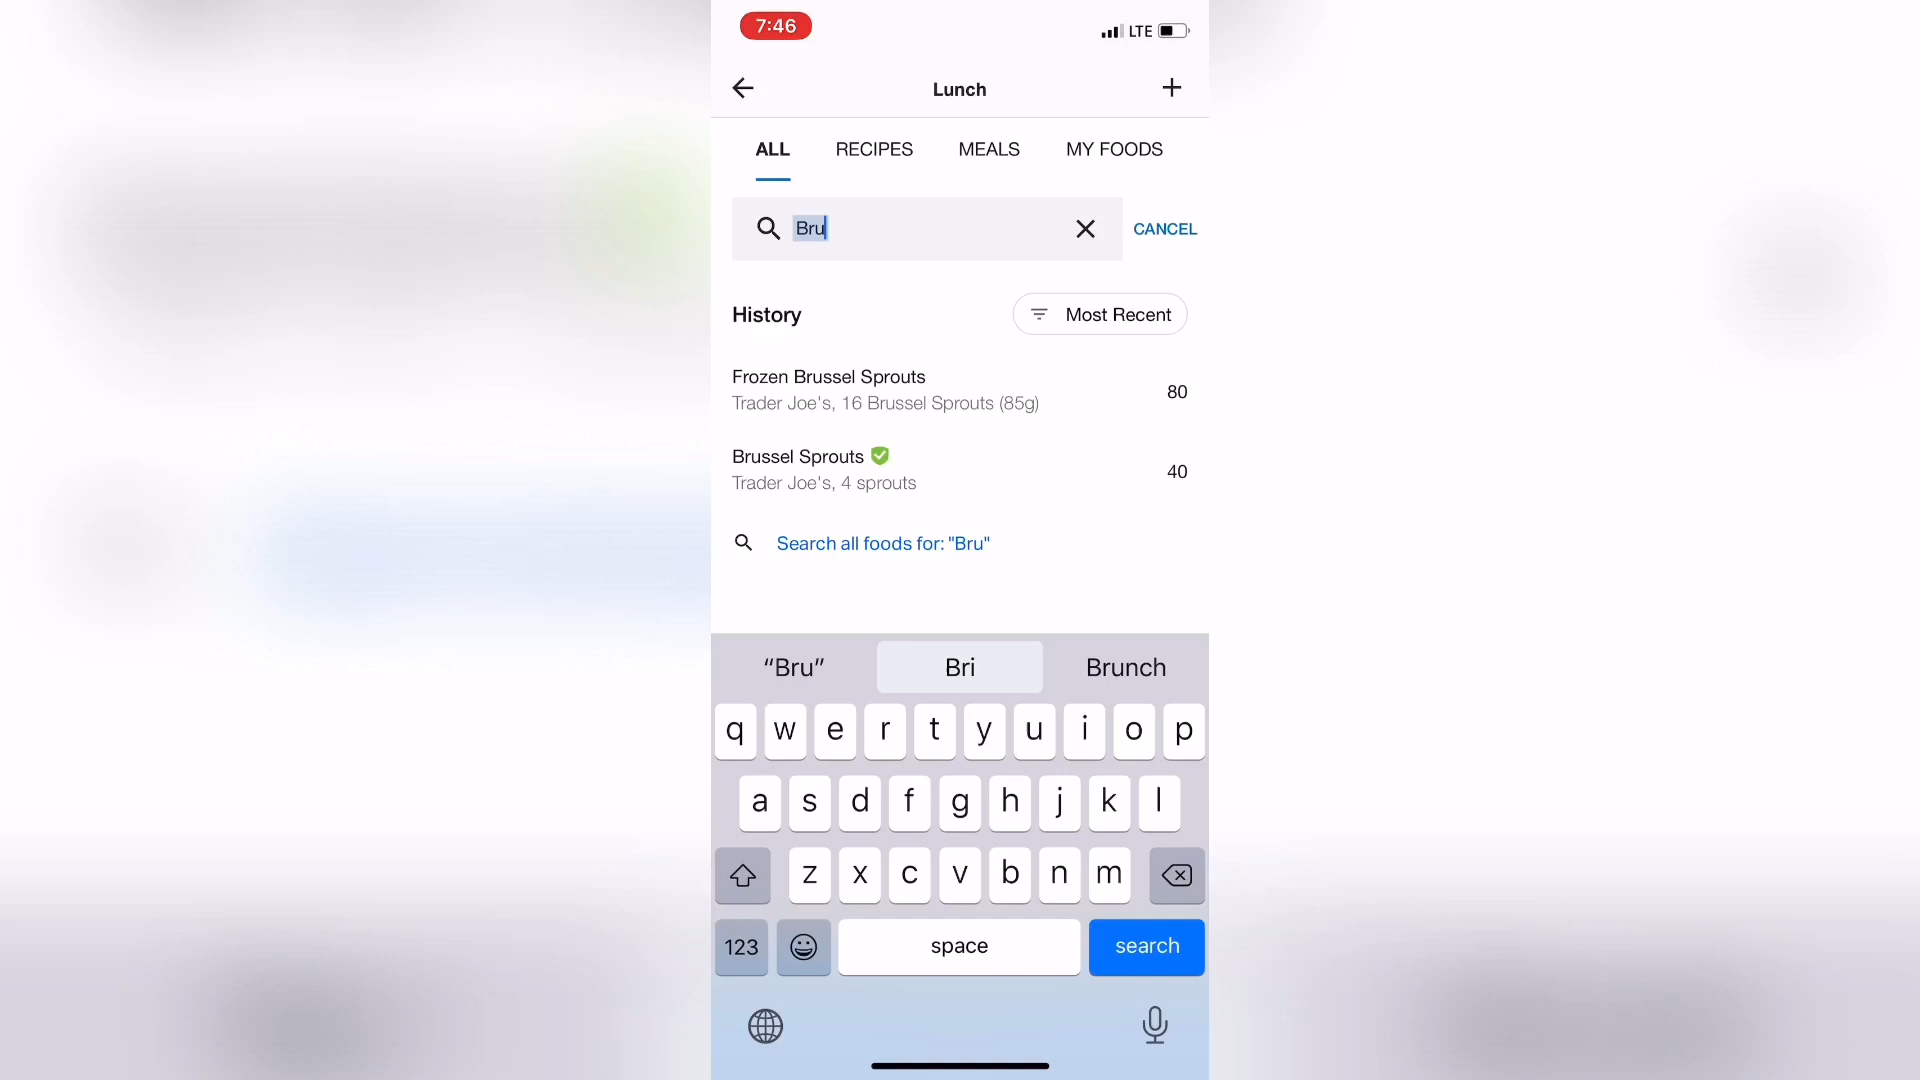 7:46 LTE
Lunch
ALL RECIPES MEALS MY FOODS
Bru CANCEL
History Most Recent
Frozen Brussel Sprouts
Trader Joe's, 16 Brussel Sprouts (85g)
80
Brussel Sprouts
Trader Joe's, 4 sprouts
40
Search all foods for: "Bru"
“Bru” Bri Brunch
q w e r t y u i o p
a s d f g h j k l
z x c v b n m
123 space search